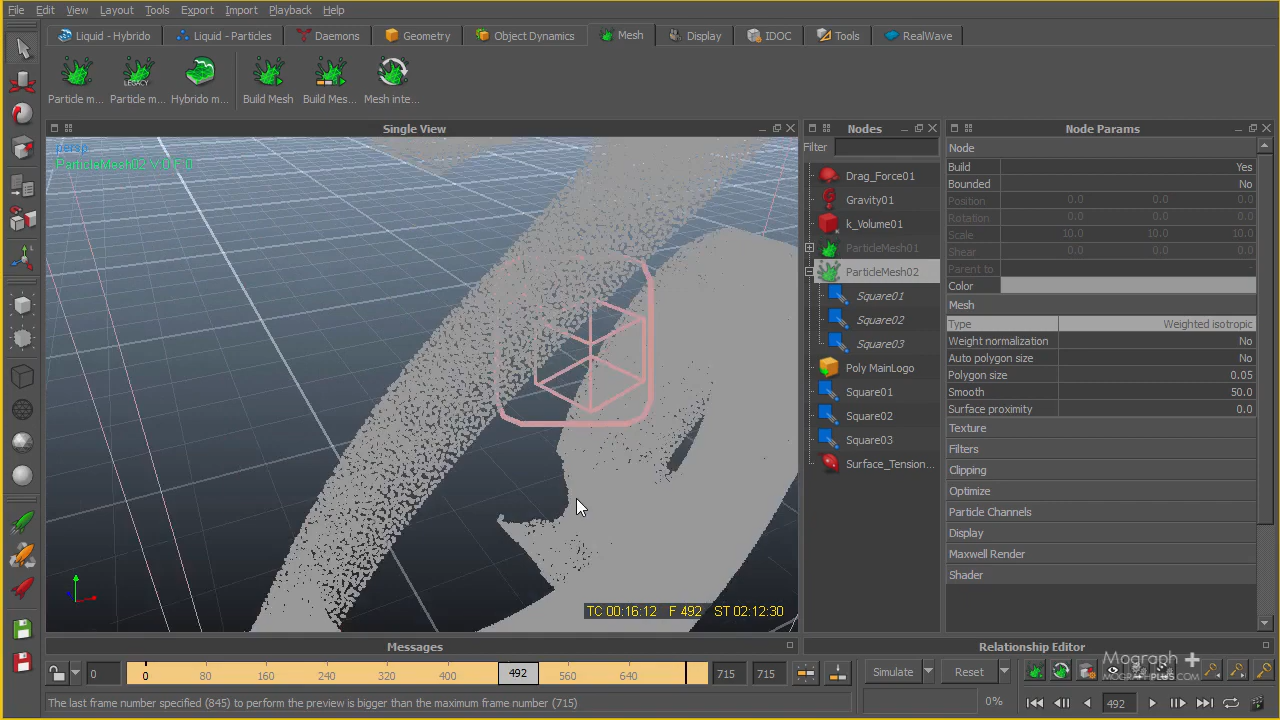 File Edit View Layout Tools Export Import Playback Help
Liquid - Hybrido Liquid - Particles Daemons Geometry Object Dynamics Mesh Display IDOC Tools RealWave
LEGACY
Particle m... Particle m... Hybrido m... Build Mesh Build Mes... Mesh inte...
Single View
persp
ParticleMesh02 V:0 F:0
TC 00:16:12 F 492 ST 02:12:30
Nodes
Filter
Drag_Force01
Gravity01
k_Volume01
ParticleMesh01
ParticleMesh02
Square01
Square02
Square03
Poly MainLogo
Square01
Square02
Square03
Surface_Tension...
Node Params
Node
Build Yes
Bounded No
Position 0.0 0.0 0.0
Rotation 0.0 0.0 0.0
Scale 10.0 10.0 10.0
Shear 0.0 0.0 0.0
Parent to -
Color
Mesh
Type Weighted isotropic
Weight normalization No
Auto polygon size No
Polygon size 0.05
Smooth 50.0
Surface proximity 0.0
Texture
Filters
Clipping
Optimize
Particle Channels
Display
Maxwell Render
Shader
Messages
Relationship Editor
0 0 80 160 240 320 400 492 560 640 715 715
Simulate Reset
Mograph +
MOGRAPHPLUS.COM
The last frame number specified (845) to perform the preview is bigger than the maximum frame number (715)
0% 492